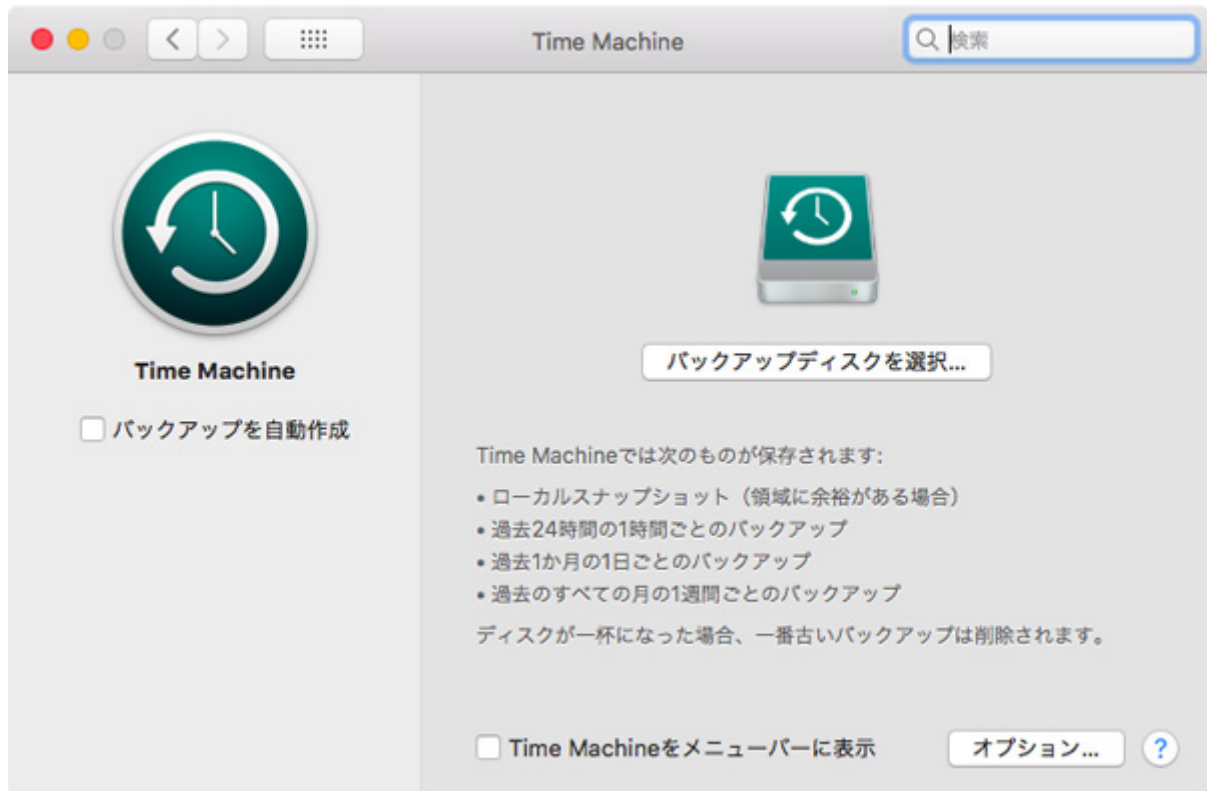 Time Machine
検索
Time Machine
バックアップを自動作成
バックアップディスクを選択...
Time Machineでは次のものが保存されます:
• ローカルスナップショット（領域に余裕がある場合）
• 過去24時間の1時間ごとのバックアップ
• 過去1か月の1日ごとのバックアップ
• 過去のすべての月の1週間ごとのバックアップ
ディスクが一杯になった場合、一番古いバックアップは削除されます。
Time Machineをメニューバーに表示
オプション...
?